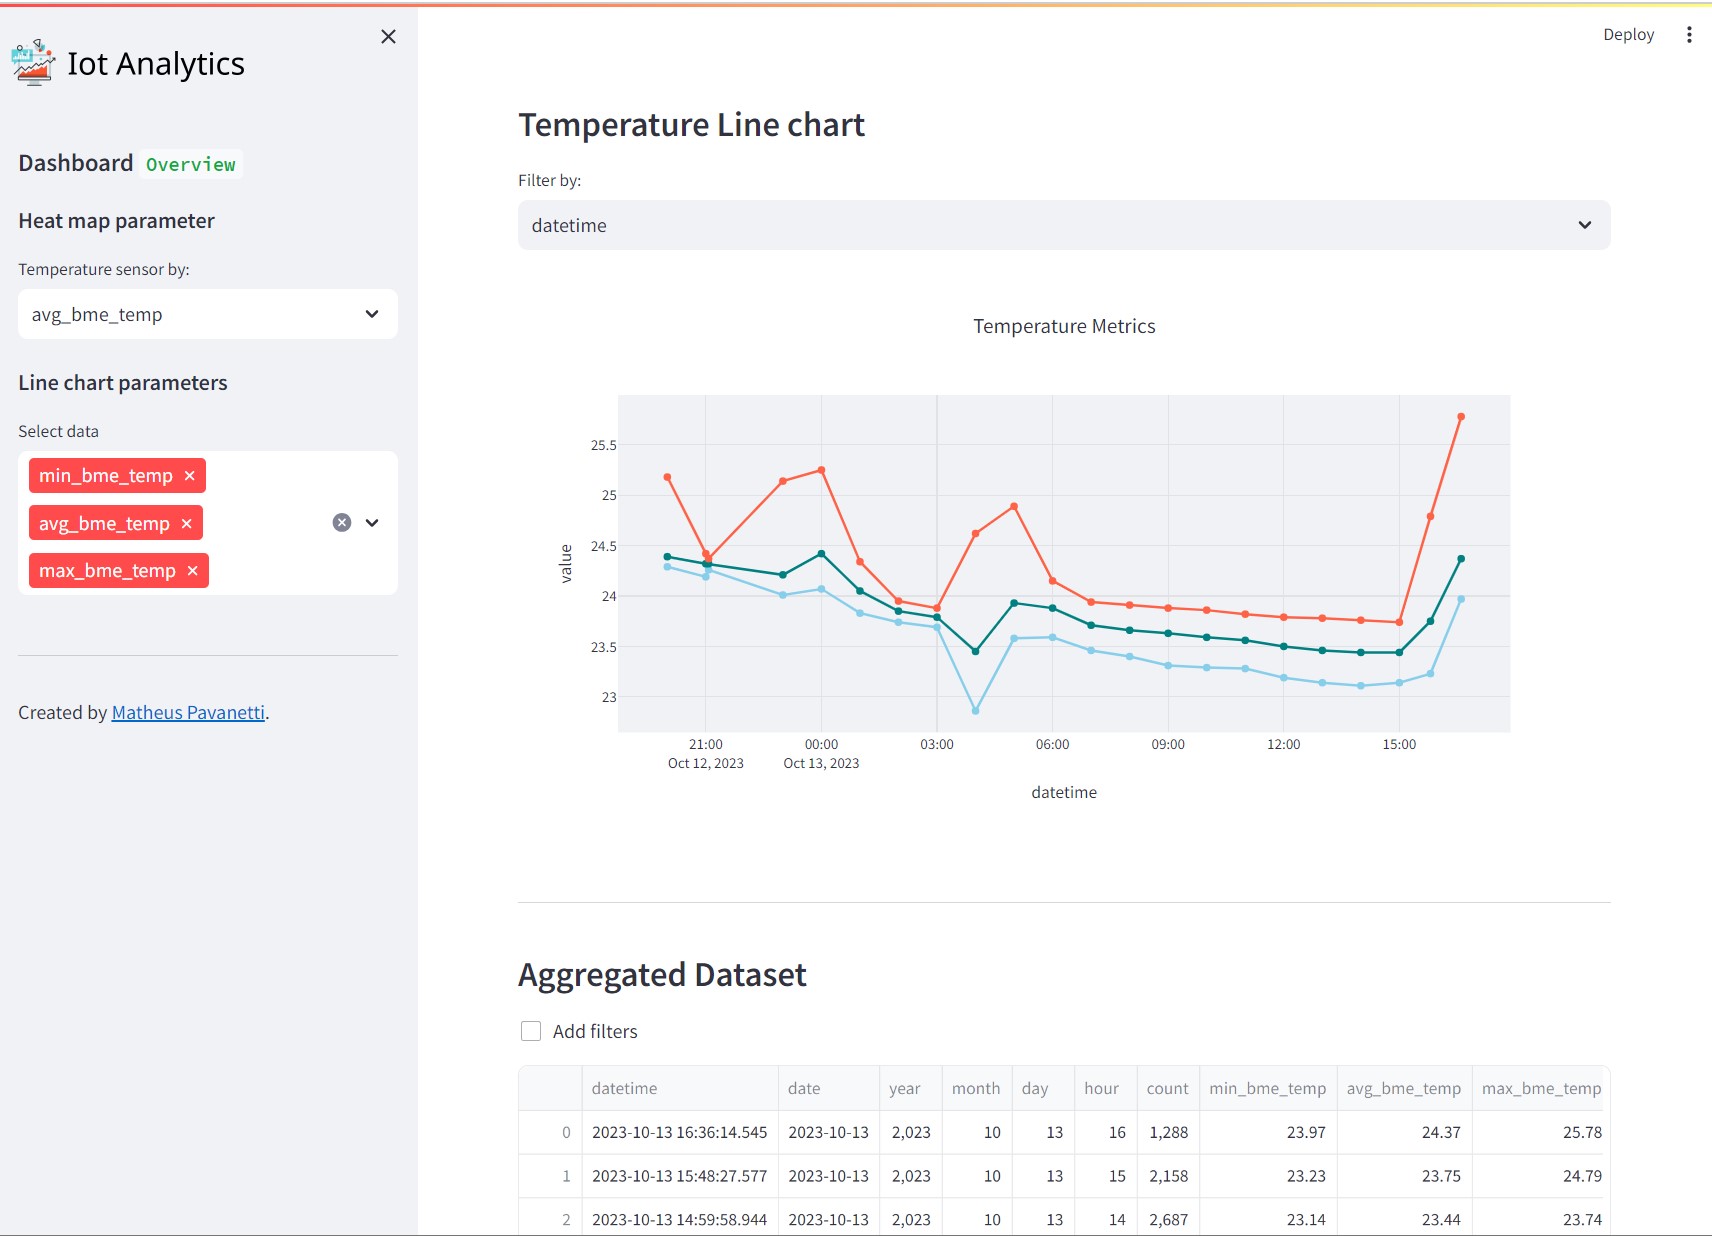 Deploy
Iot Analytics
Dashboard Overview
Heat map parameter
Temperature sensor by:
avg_bme_temp
Line chart parameters
Select data
min_bme_temp
avg_bme_temp
max_bme_temp
Created by Matheus Pavanetti.
Temperature Line chart
Filter by:
datetime
Temperature Metrics
value
25.5
25
24.5
24
23.5
23
21:00 00:00 03:00 06:00 09:00 12:00 15:00
Oct 12, 2023 Oct 13, 2023
datetime
Aggregated Dataset
Add filters
datetime date year month day hour count min_bme_temp avg_bme_temp max_bme_temp
0 2023-10-13 16:36:14.545 2023-10-13 2,023 10 13 16 1,288 23.97 24.37 25.78
1 2023-10-13 15:48:27.577 2023-10-13 2,023 10 13 15 2,158 23.23 23.75 24.79
2 2023-10-13 14:59:58.944 2023-10-13 2,023 10 13 14 2,687 23.14 23.44 23.74